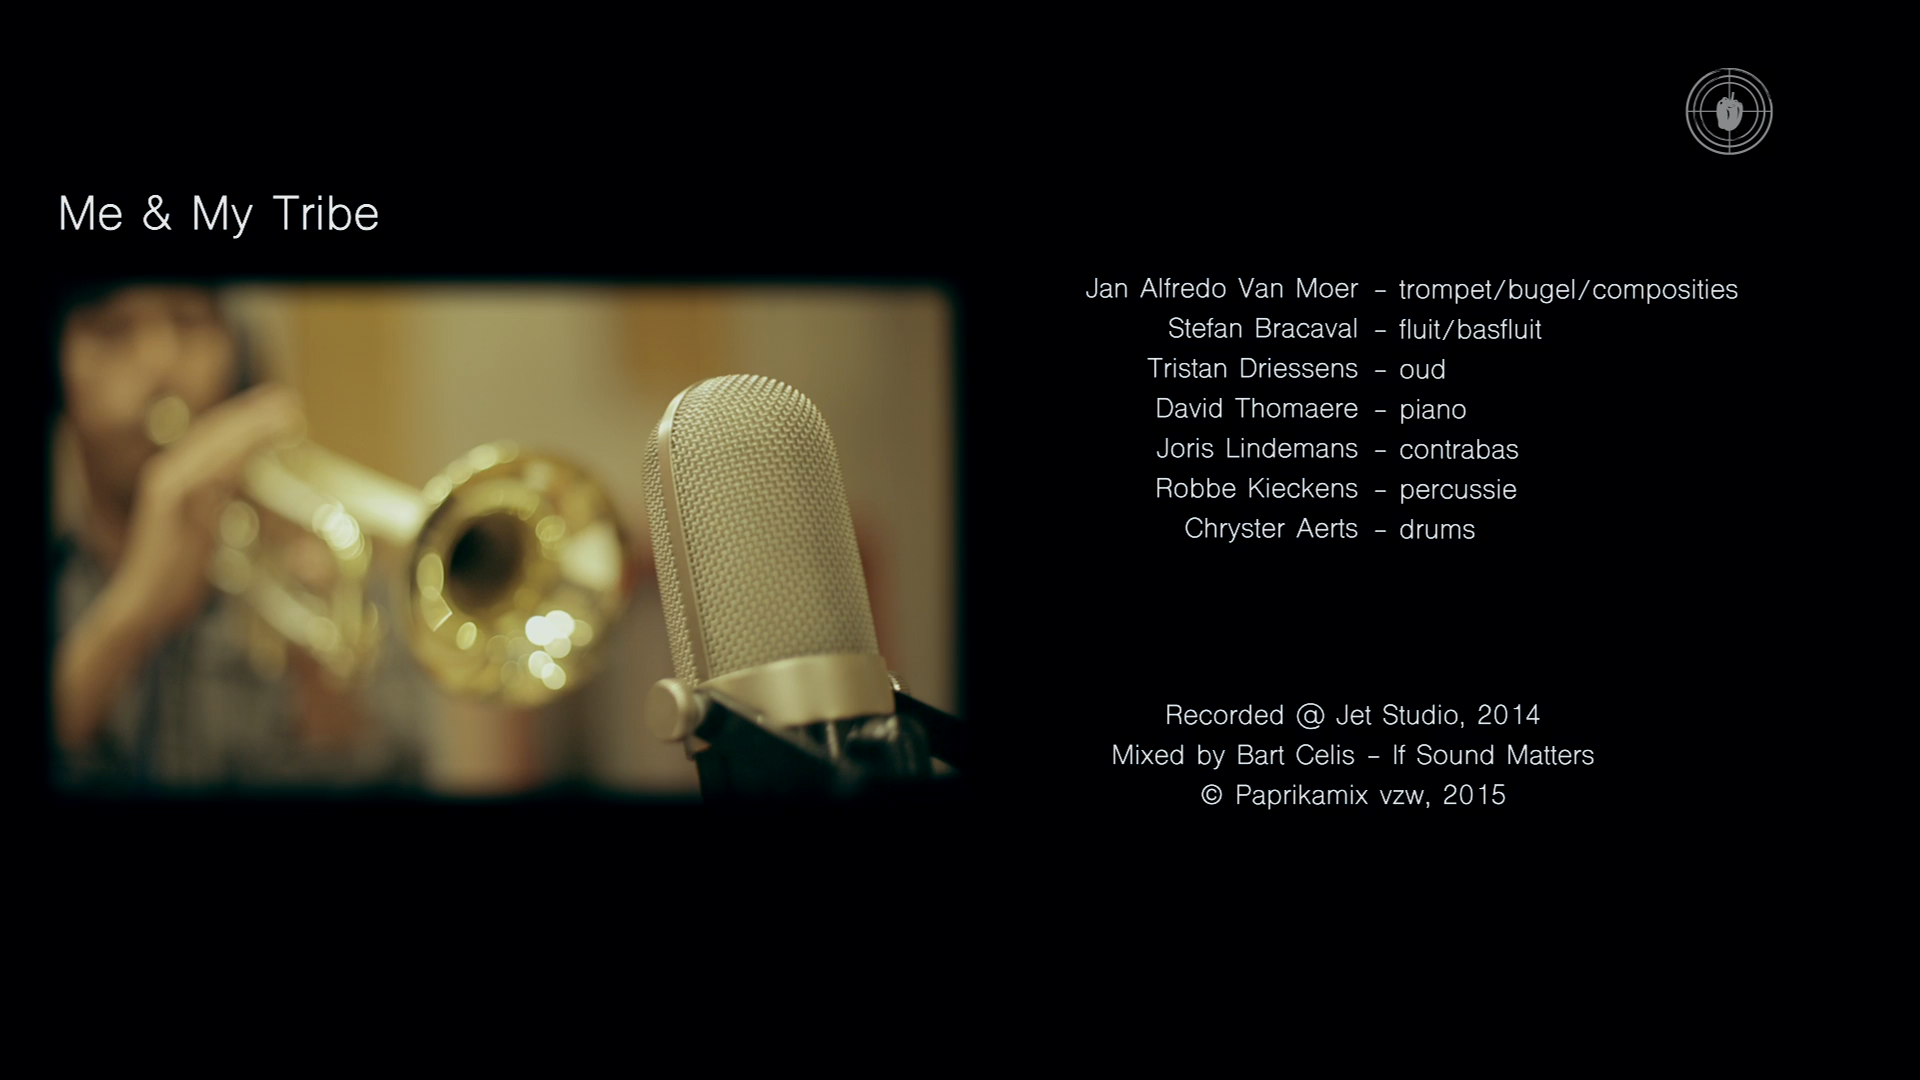 Me & My Tribe
Jan Alfredo Van Moer - trompet/bugel/composities
Stefan Bracaval - fluit/basfluit
Tristan Driessens - oud
David Thomaere - piano
Joris Lindemans - contrabas
Robbe Kieckens - percussie
Chryster Aerts - drums
Recorded @ Jet Studio, 2014
Mixed by Bart Celis - If Sound Matters
© Paprikamix vzw, 2015